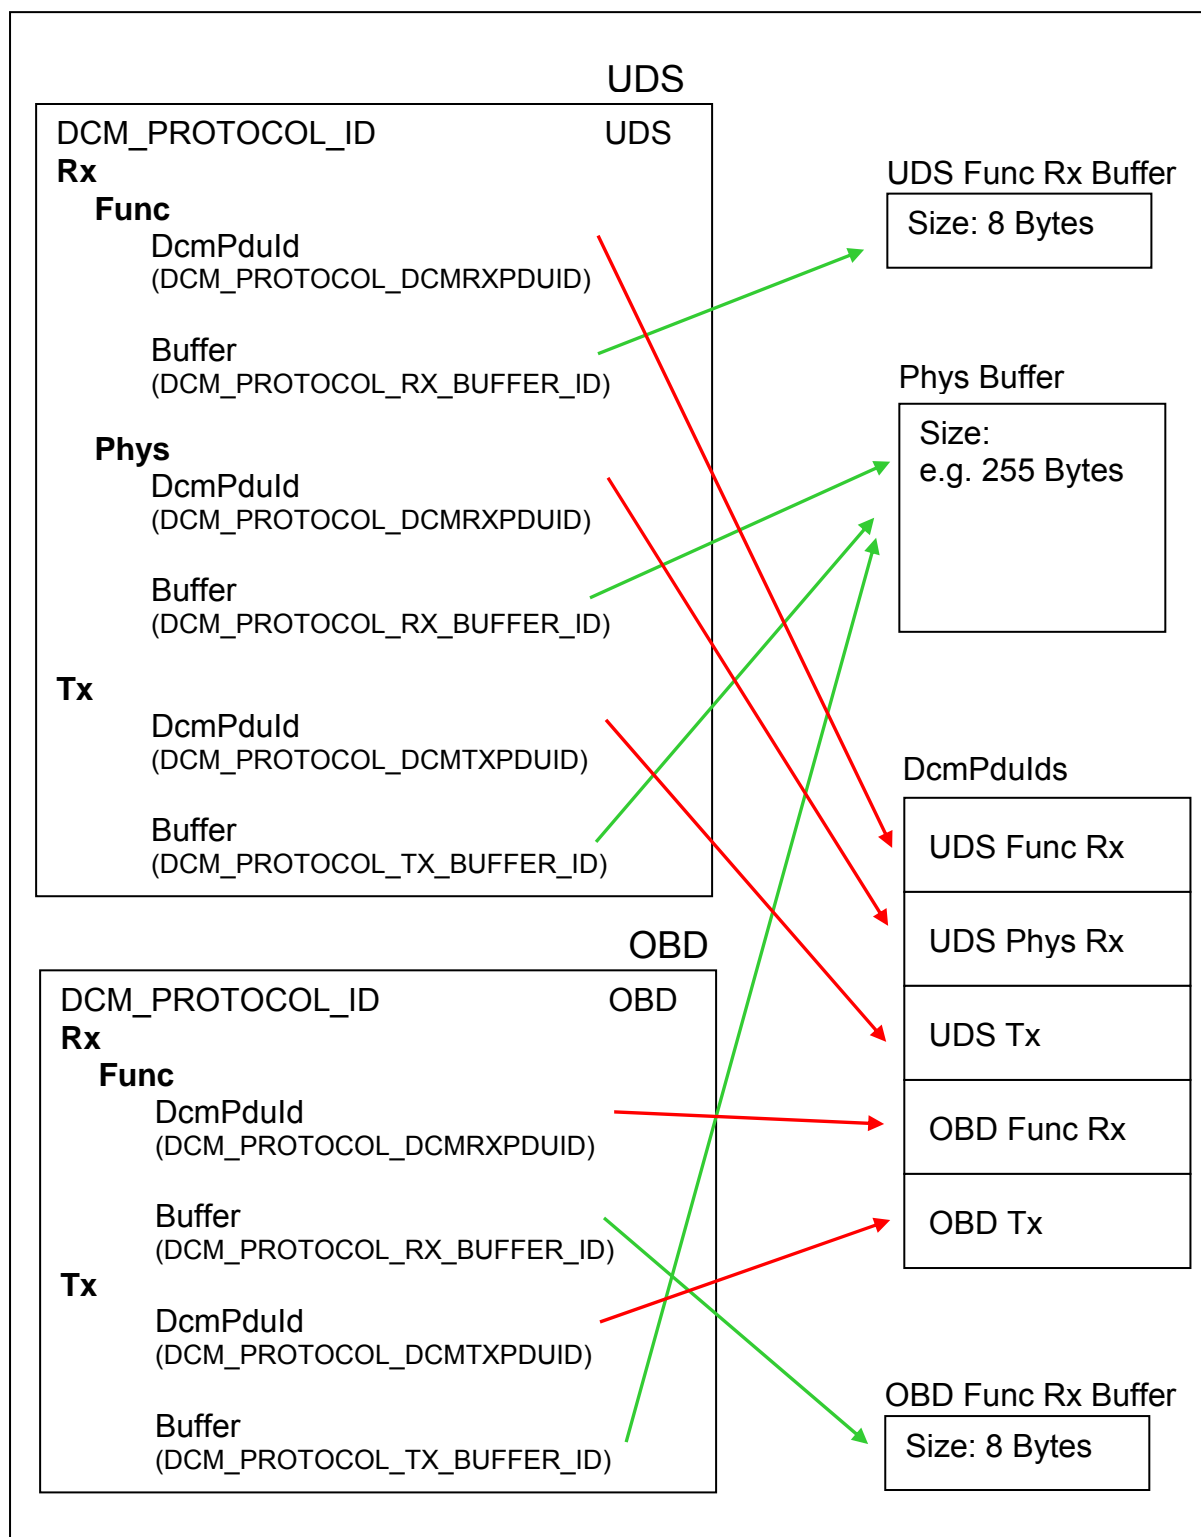 UDS
DCM_PROTOCOL_ID UDS
Rx
Func
DcmPduId
(DCM_PROTOCOL_DCMRXPDUID)
Buffer
(DCM_PROTOCOL_RX_BUFFER_ID)
Phys
DcmPduId
(DCM_PROTOCOL_DCMRXPDUID)
Buffer
(DCM_PROTOCOL_RX_BUFFER_ID)
Tx
DcmPduId
(DCM_PROTOCOL_DCMTXPDUID)
Buffer
(DCM_PROTOCOL_TX_BUFFER_ID)
OBD
DCM_PROTOCOL_ID OBD
Rx
Func
DcmPduId
(DCM_PROTOCOL_DCMRXPDUID)
Buffer
(DCM_PROTOCOL_RX_BUFFER_ID)
Tx
DcmPduId
(DCM_PROTOCOL_DCMTXPDUID)
Buffer
(DCM_PROTOCOL_TX_BUFFER_ID)
UDS Func Rx Buffer
Size: 8 Bytes
Phys Buffer
Size:
e.g. 255 Bytes
DcmPduIds
UDS Func Rx
UDS Phys Rx
UDS Tx
OBD Func Rx
OBD Tx
OBD Func Rx Buffer
Size: 8 Bytes